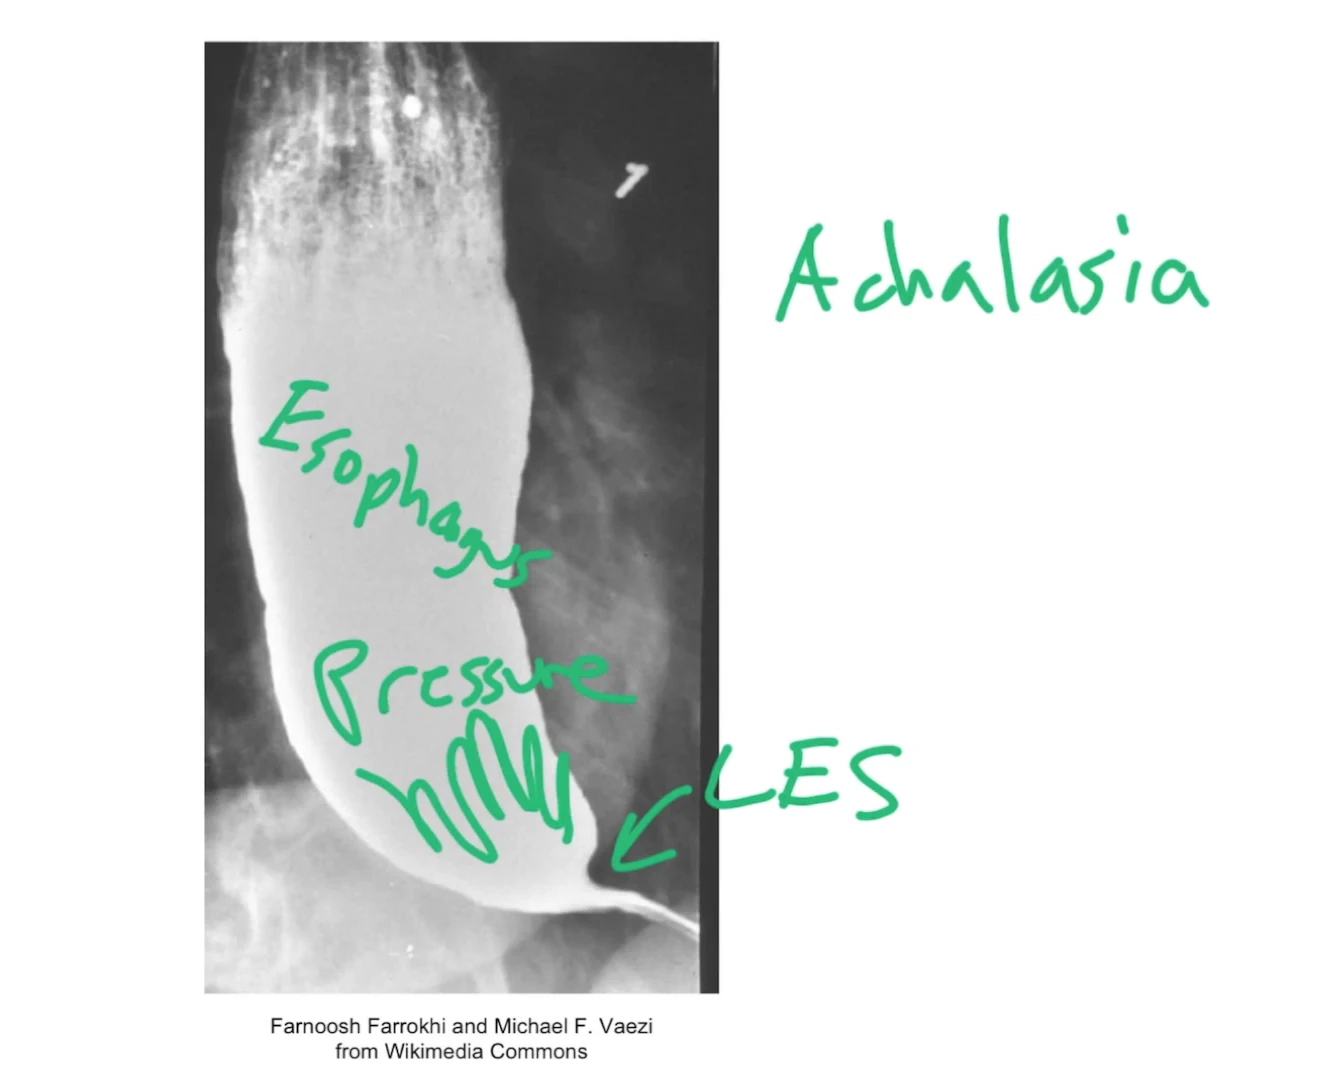 Achalasia
Esophagus
Pressure
LES
Farnoosh Farrokhi and Michael F. Vaezi
from Wikimedia Commons